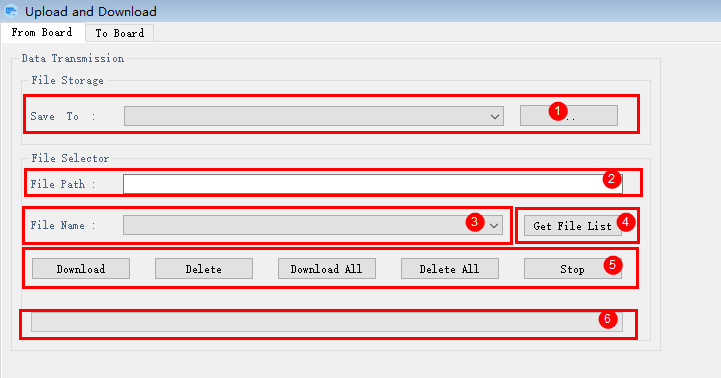 Upload and Download
From Board To Board
Data Transmission
File Storage
Save To : 1 ..
File Selector
File Path : 2
File Name : 3 Get File List 4
Download Delete Download All Delete All Stop 5
6